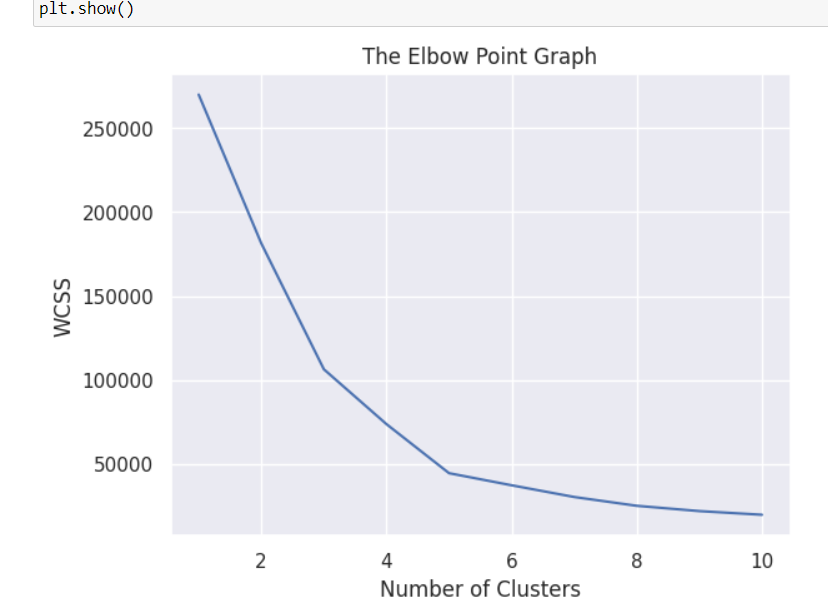 plt.show()
The Elbow Point Graph
250000
200000
150000
100000
50000
WCSS
2 4 6 8 10
Number of Clusters